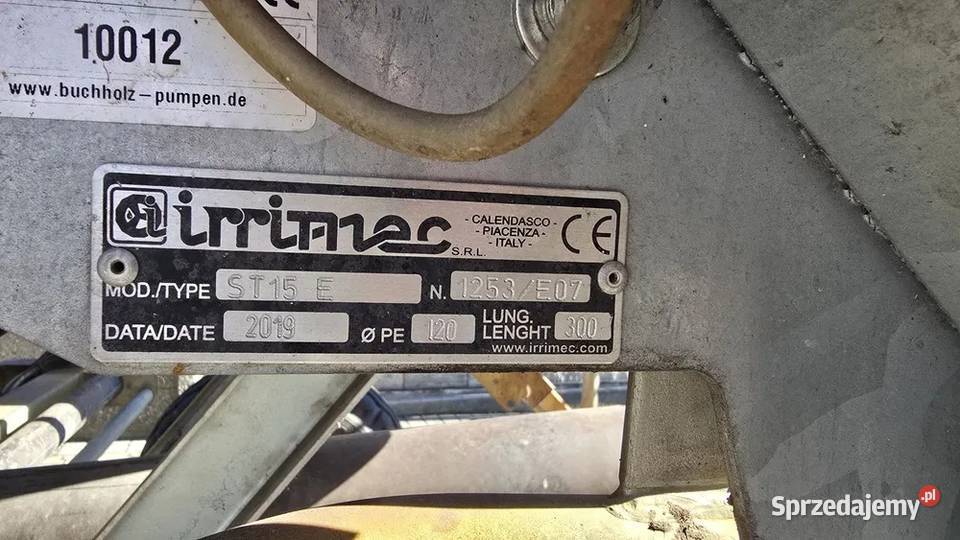 10012
www.buchholz-pumpen.de
irrimec S.R.L.
- CALENDASCO -
- PIACENZA -
- ITALY -
CE
MOD./TYPE ST15 E N. 1253/E07
DATA/DATE 2019 Ø PE 120 LUNG. LENGHT 300
www.irrimec.com
Sprzedajemy.pl